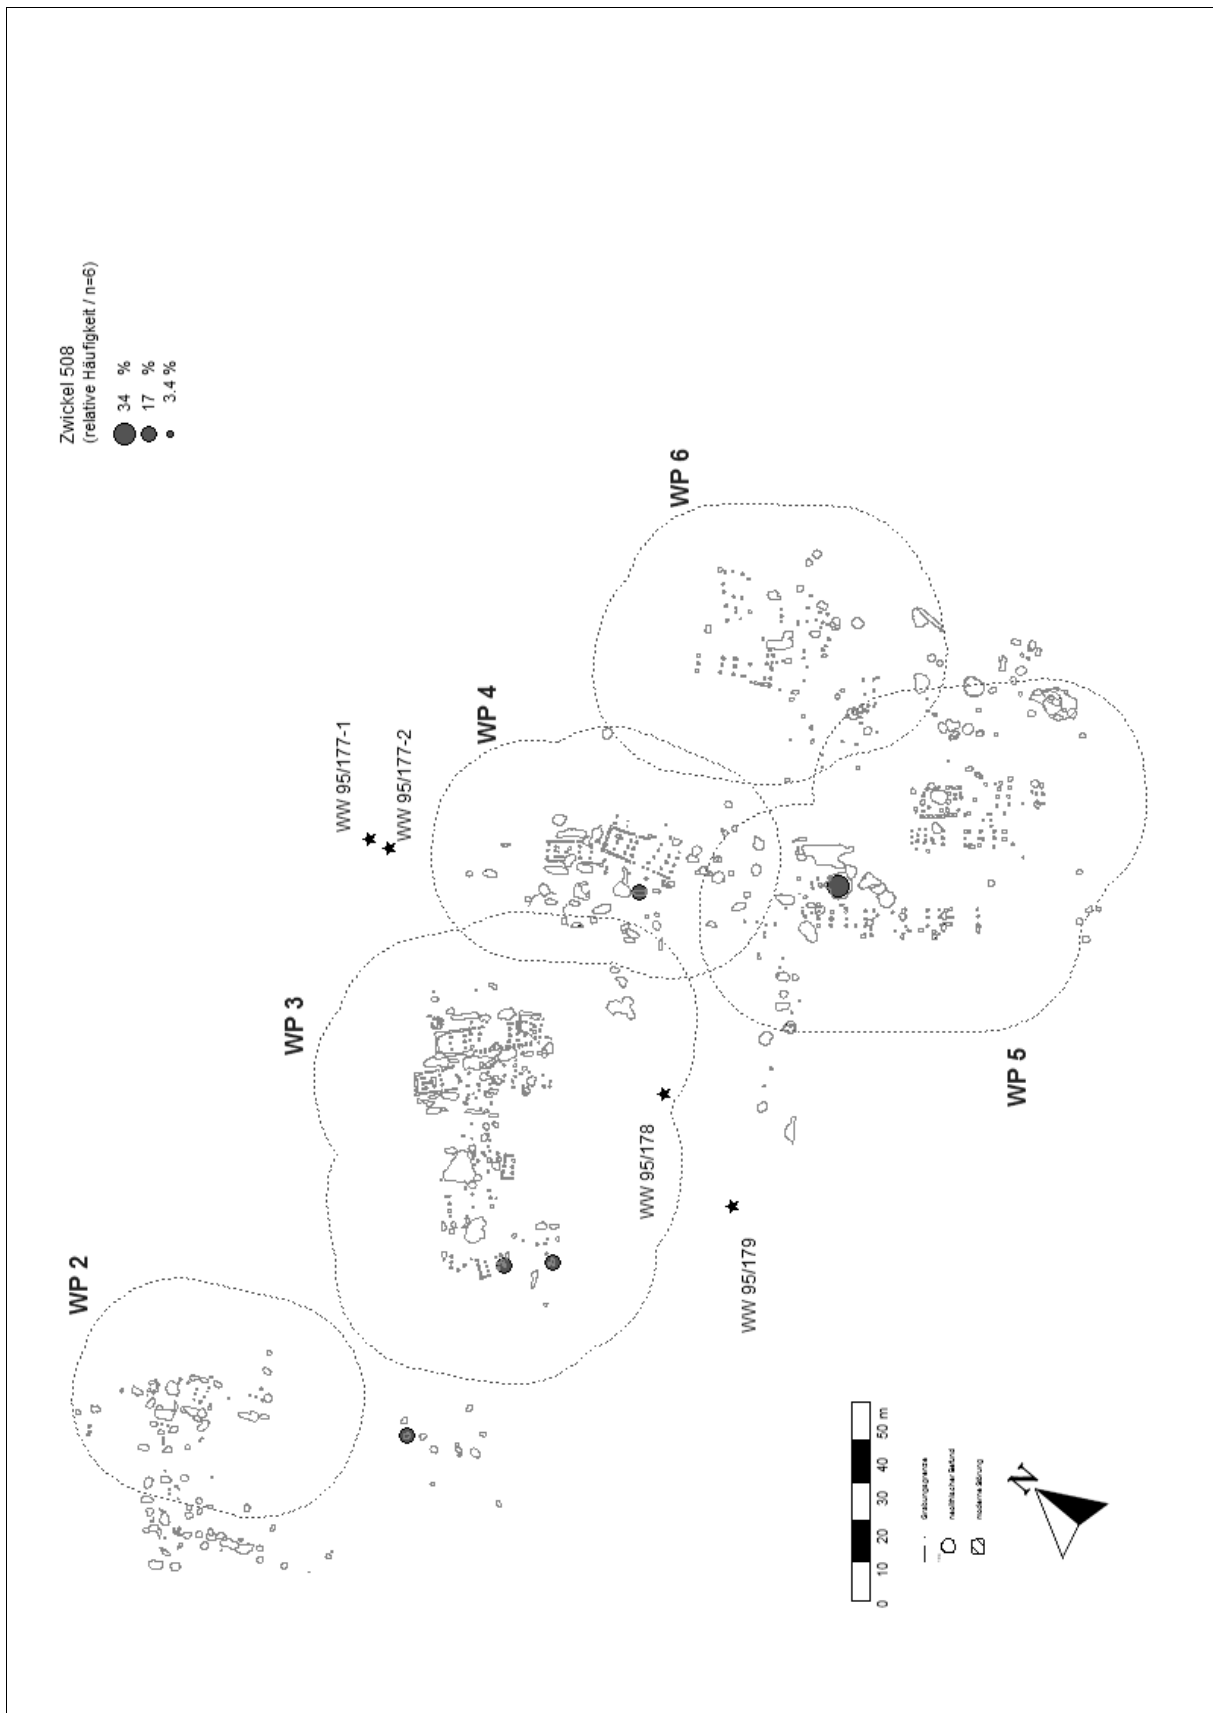 Zwickel 508
(relative Häufigkeit / n=6)
34 %
17 %
3.4 %
WP 2
WP 3
WP 4
WP 6
WP 5
WW 95/177-1
WW 95/177-2
WW 95/178
WW 95/179
0 10 20 30 40 50 m
Grabungsgrenze
neolithischer Befund
moderne Störung
N